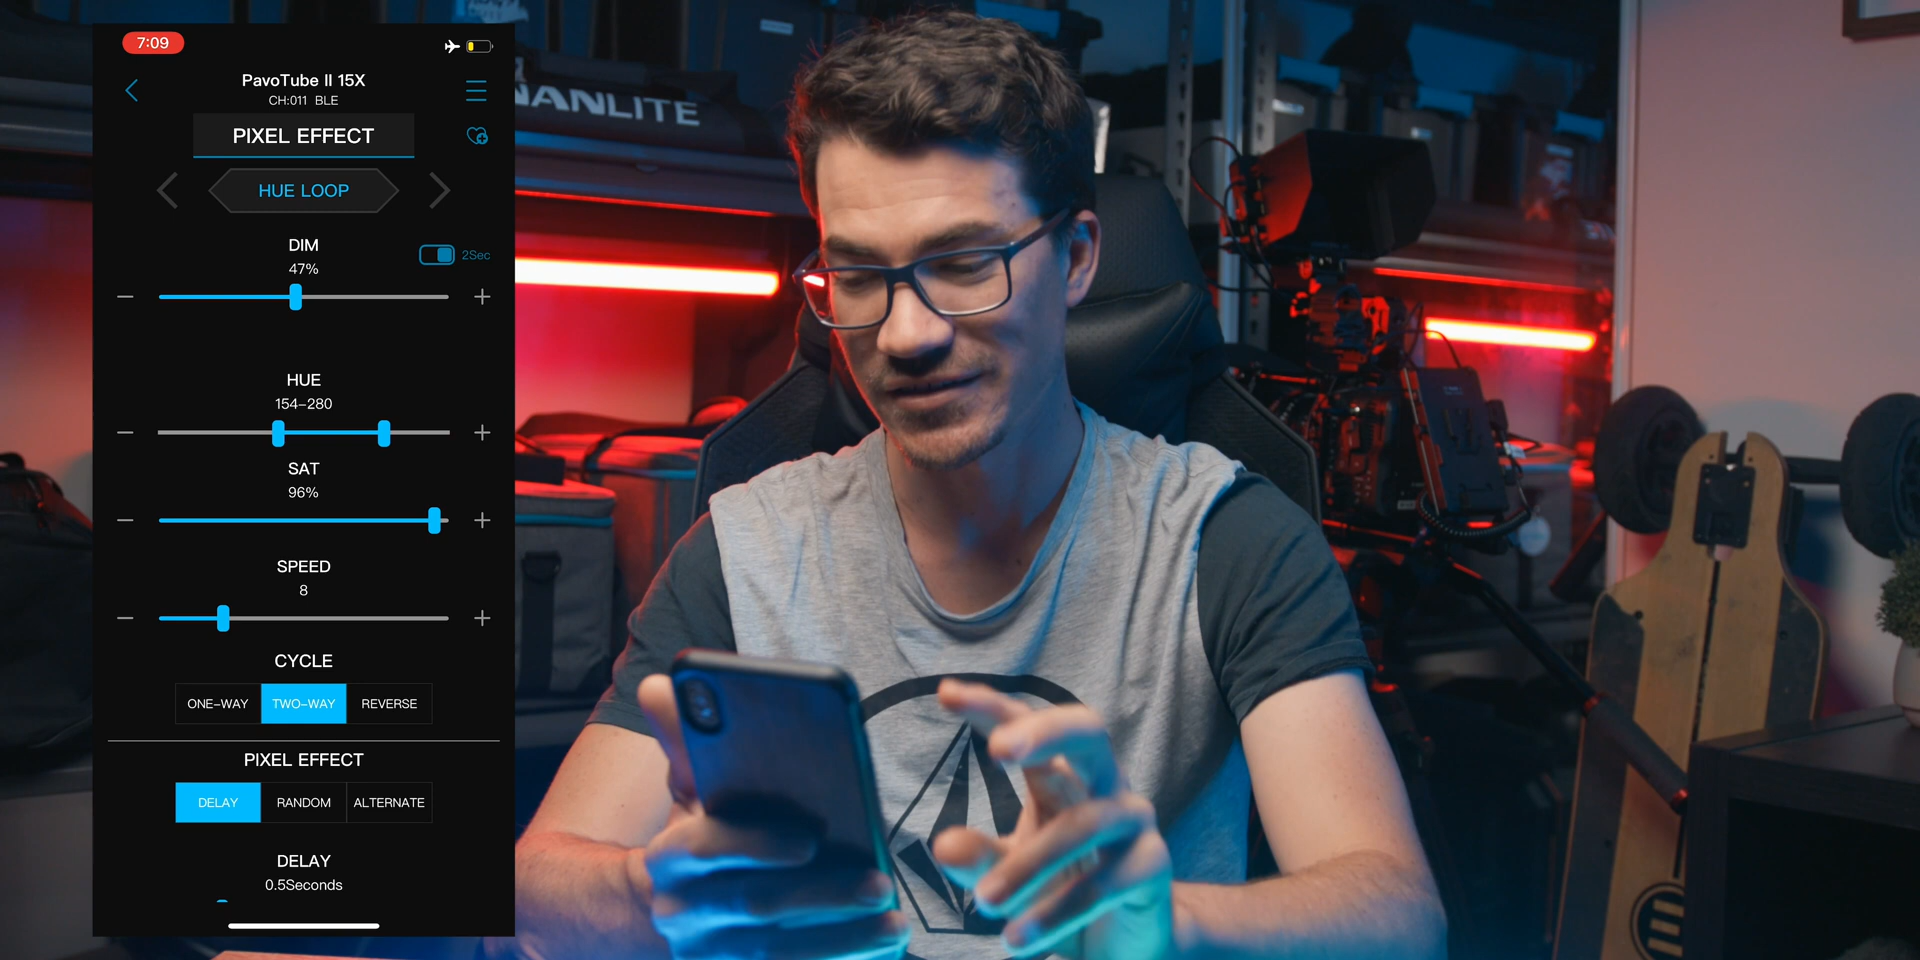 7:09
PavoTube II 15X
CH:011 BLE
PIXEL EFFECT
HUE LOOP
DIM
2Sec
47%
HUE
154-280
SAT
96%
SPEED
8
CYCLE
ONE-WAY TWO-WAY REVERSE
PIXEL EFFECT
DELAY RANDOM ALTERNATE
DELAY
0.5Seconds
NANLITE